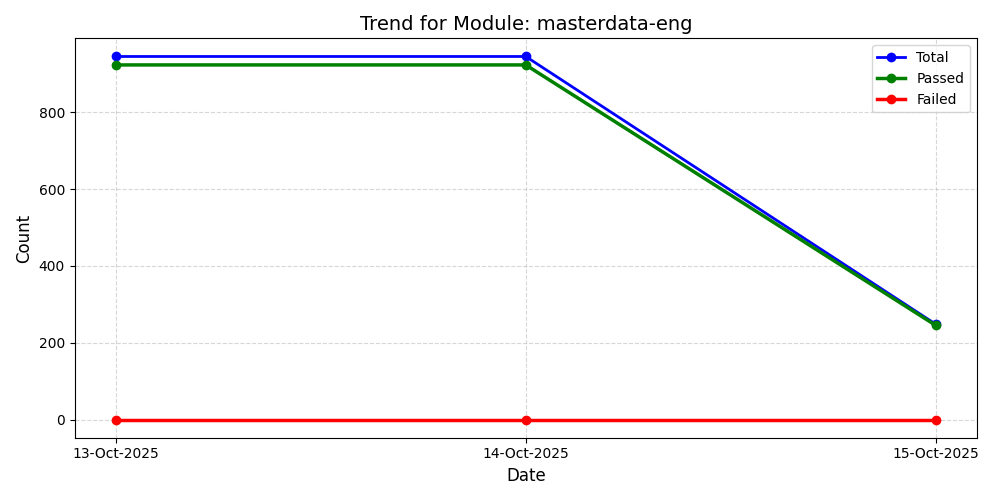 Trend for Module: masterdata-eng
Total
Passed
Failed
800
600
400
200
0
Count
13-Oct-2025
14-Oct-2025
15-Oct-2025
Date